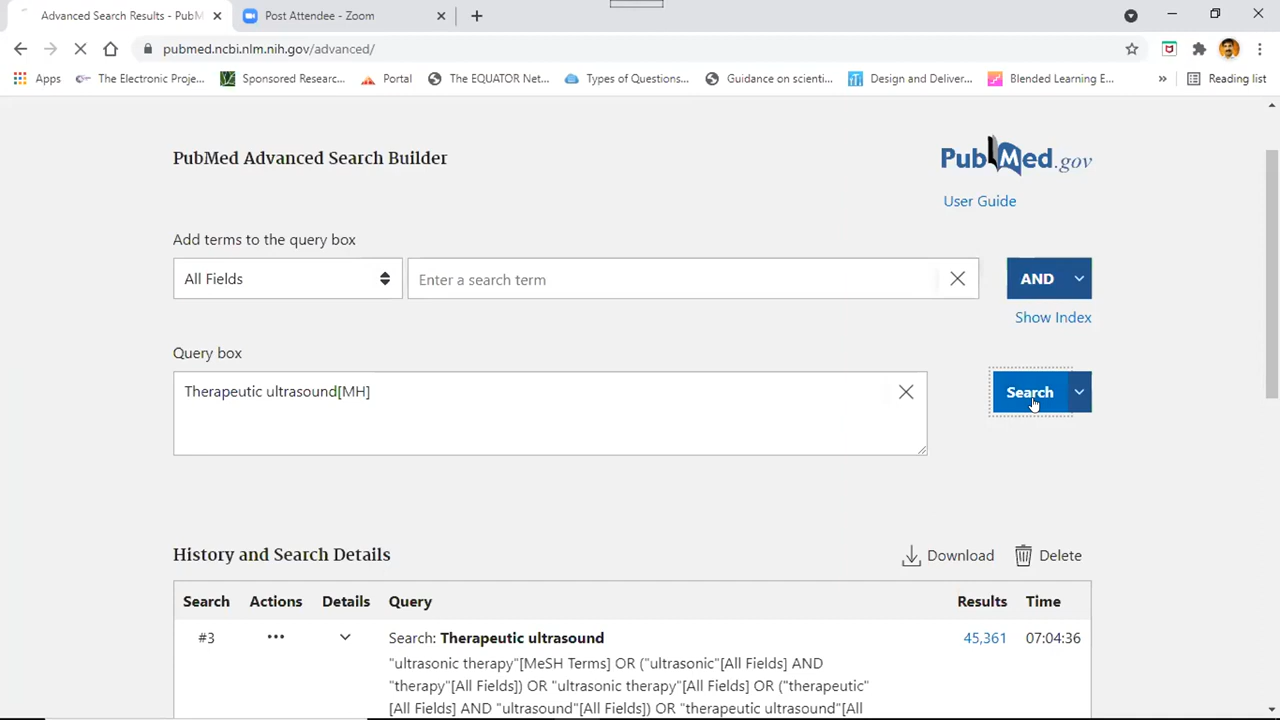 Advanced Search Results - PubM
Post Attendee - Zoom
pubmed.ncbi.nlm.nih.gov/advanced/
Apps
The Electronic Proje...
Sponsored Researc...
Portal
The EQUATOR Net...
Types of Questions...
Guidance on scienti...
Design and Deliver...
Blended Learning E...
»
Reading list
PubMed Advanced Search Builder
PubMed.gov
User Guide
Add terms to the query box
All Fields
Enter a search term
AND
Show Index
Query box
Therapeutic ultrasound[MH]
Search
History and Search Details
Download
Delete
Search Actions Details Query Results Time
#3 ... Search: Therapeutic ultrasound 45,361 07:04:36
"ultrasonic therapy"[MeSH Terms] OR ("ultrasonic"[All Fields] AND
"therapy"[All Fields]) OR "ultrasonic therapy"[All Fields] OR ("therapeutic"
[All Fields] AND "ultrasound"[All Fields]) OR "therapeutic ultrasound"[All